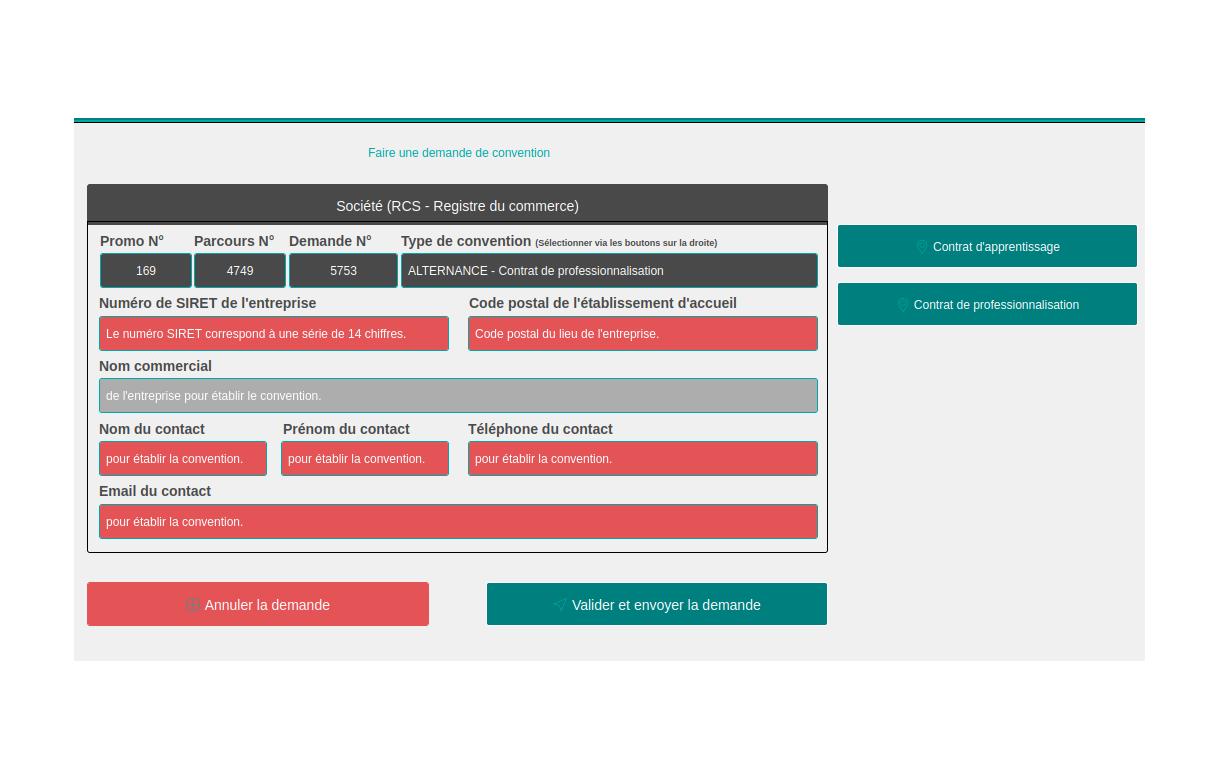 Faire une demande de convention
Société (RCS - Registre du commerce)
Promo N° Parcours N° Demande N° Type de convention (Sélectionner via les boutons sur la droite)
169 4749 5753 ALTERNANCE - Contrat de professionnalisation
Numéro de SIRET de l'entreprise Code postal de l'établissement d'accueil
Le numéro SIRET correspond à une série de 14 chiffres. Code postal du lieu de l'entreprise.
Nom commercial
de l'entreprise pour établir le convention.
Nom du contact Prénom du contact Téléphone du contact
pour établir la convention. pour établir la convention. pour établir la convention.
Email du contact
pour établir la convention.
Annuler la demande Valider et envoyer la demande
Contrat d'apprentissage
Contrat de professionnalisation